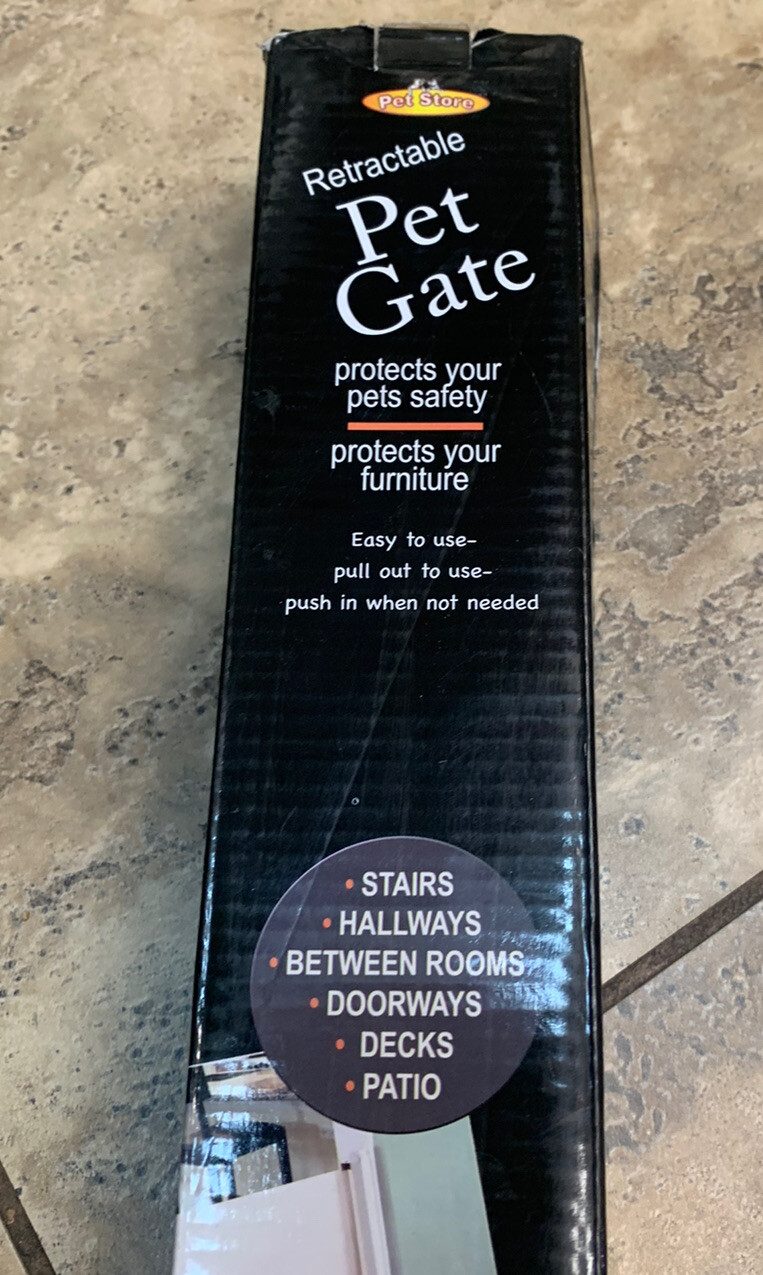 Pet Store
Retractable
Pet
Gate
protects your
pets safety
protects your
furniture
Easy to use-
pull out to use-
push in when not needed
• STAIRS
• HALLWAYS
• BETWEEN ROOMS
• DOORWAYS
• DECKS
• PATIO